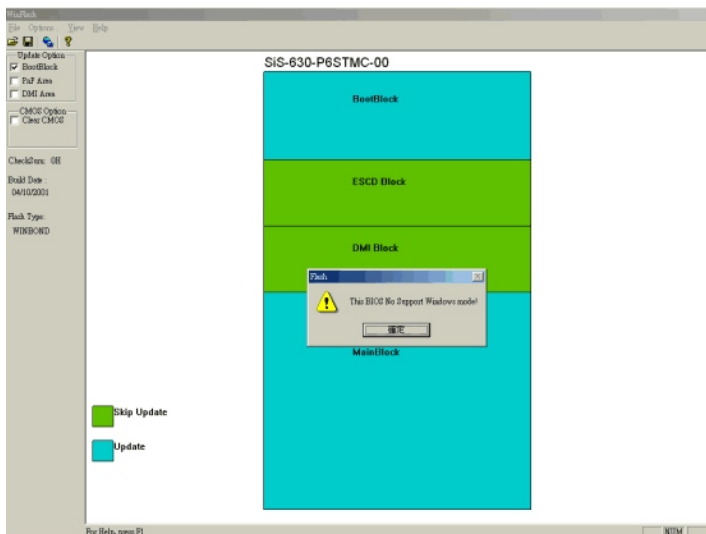 WinFlash
File Options View Help
Update Option
BootBlock
PnP Area
DMI Area
CMOS Option
Clear CMOS
CheckSum: 0H
Build Date :
04/10/2001
Flash Type:
WINBOND
SiS-630-P6STMC-00
BootBlock
ESCD Block
DMI Block
Flash
This BIOS No Support Windows mode!
確定
MainBlock
Skip Update
Update
For Help, press F1
NUM